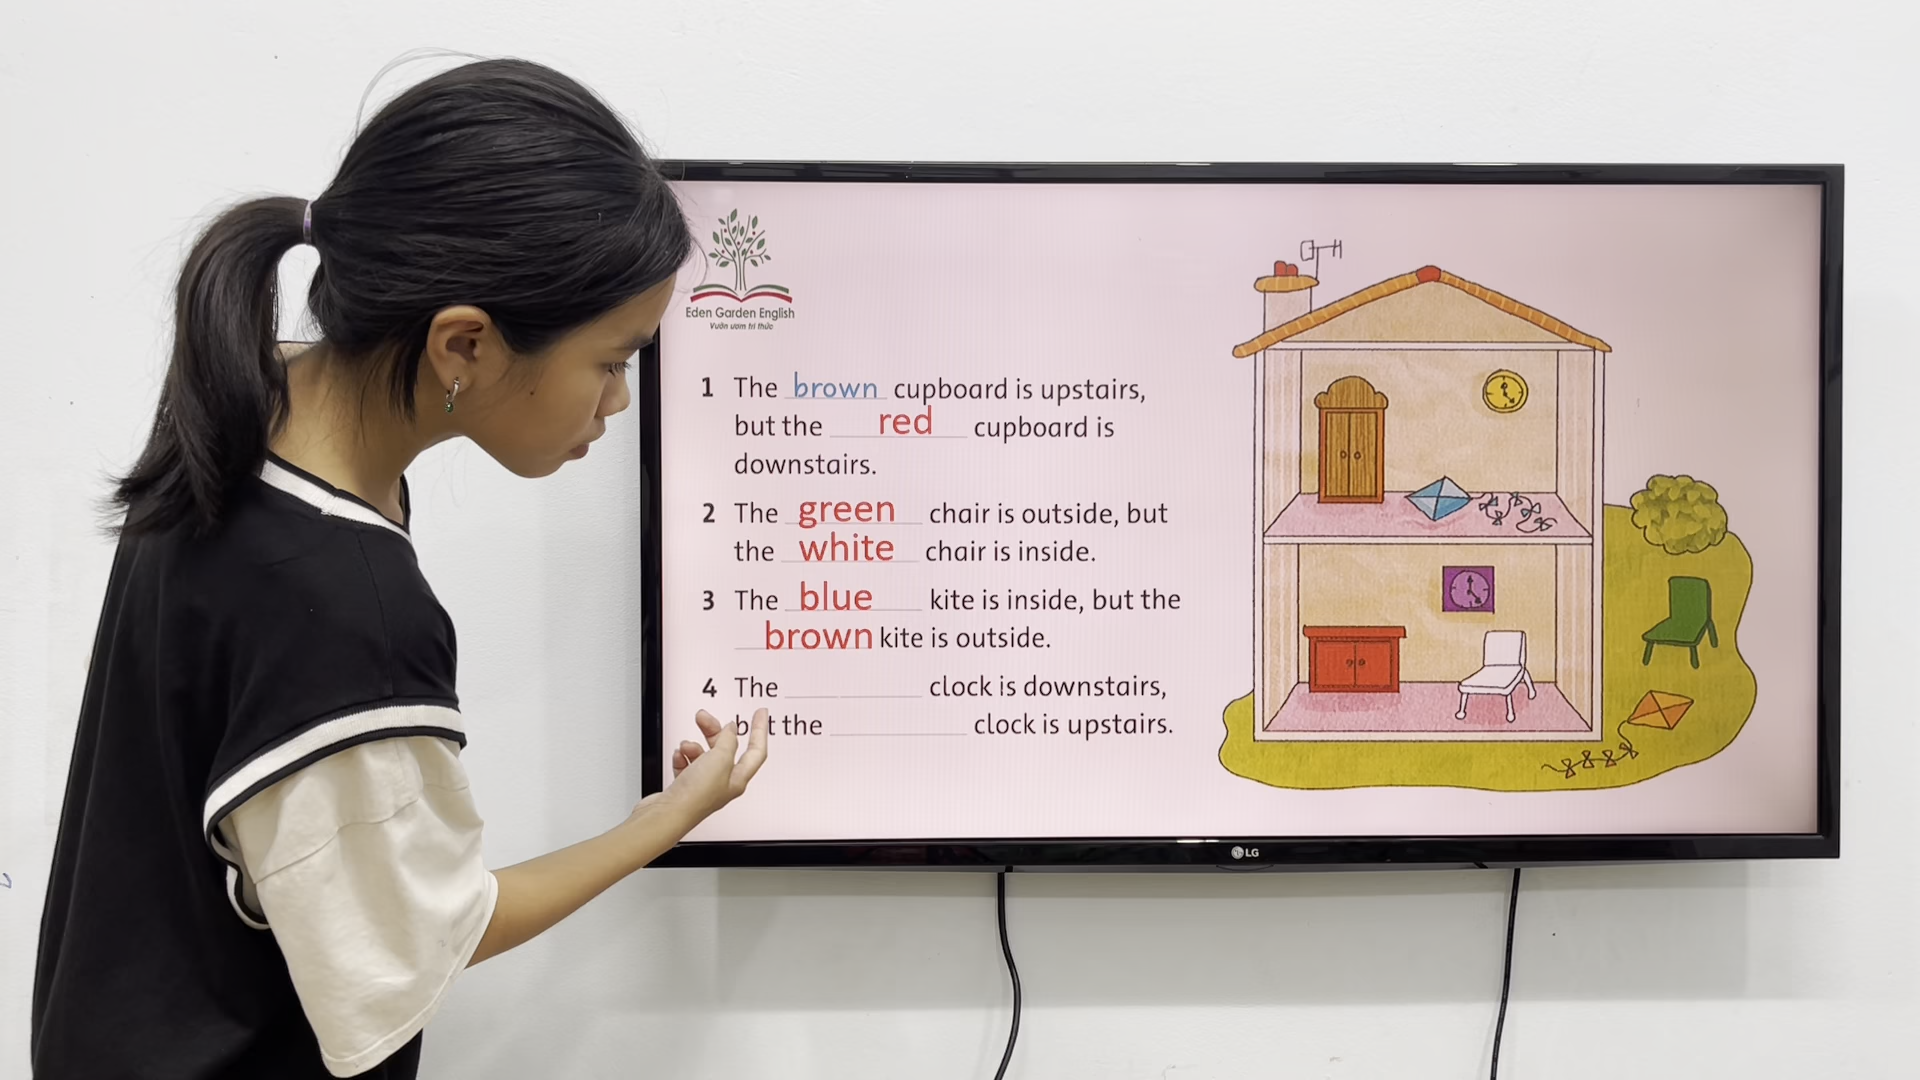 Eden Garden English
Vườn ươm tri thức
1 The brown cupboard is upstairs,
but the red cupboard is
downstairs.
2 The green chair is outside, but
the white chair is inside.
3 The blue kite is inside, but the
brown kite is outside.
4 The clock is downstairs,
but the clock is upstairs.
LG